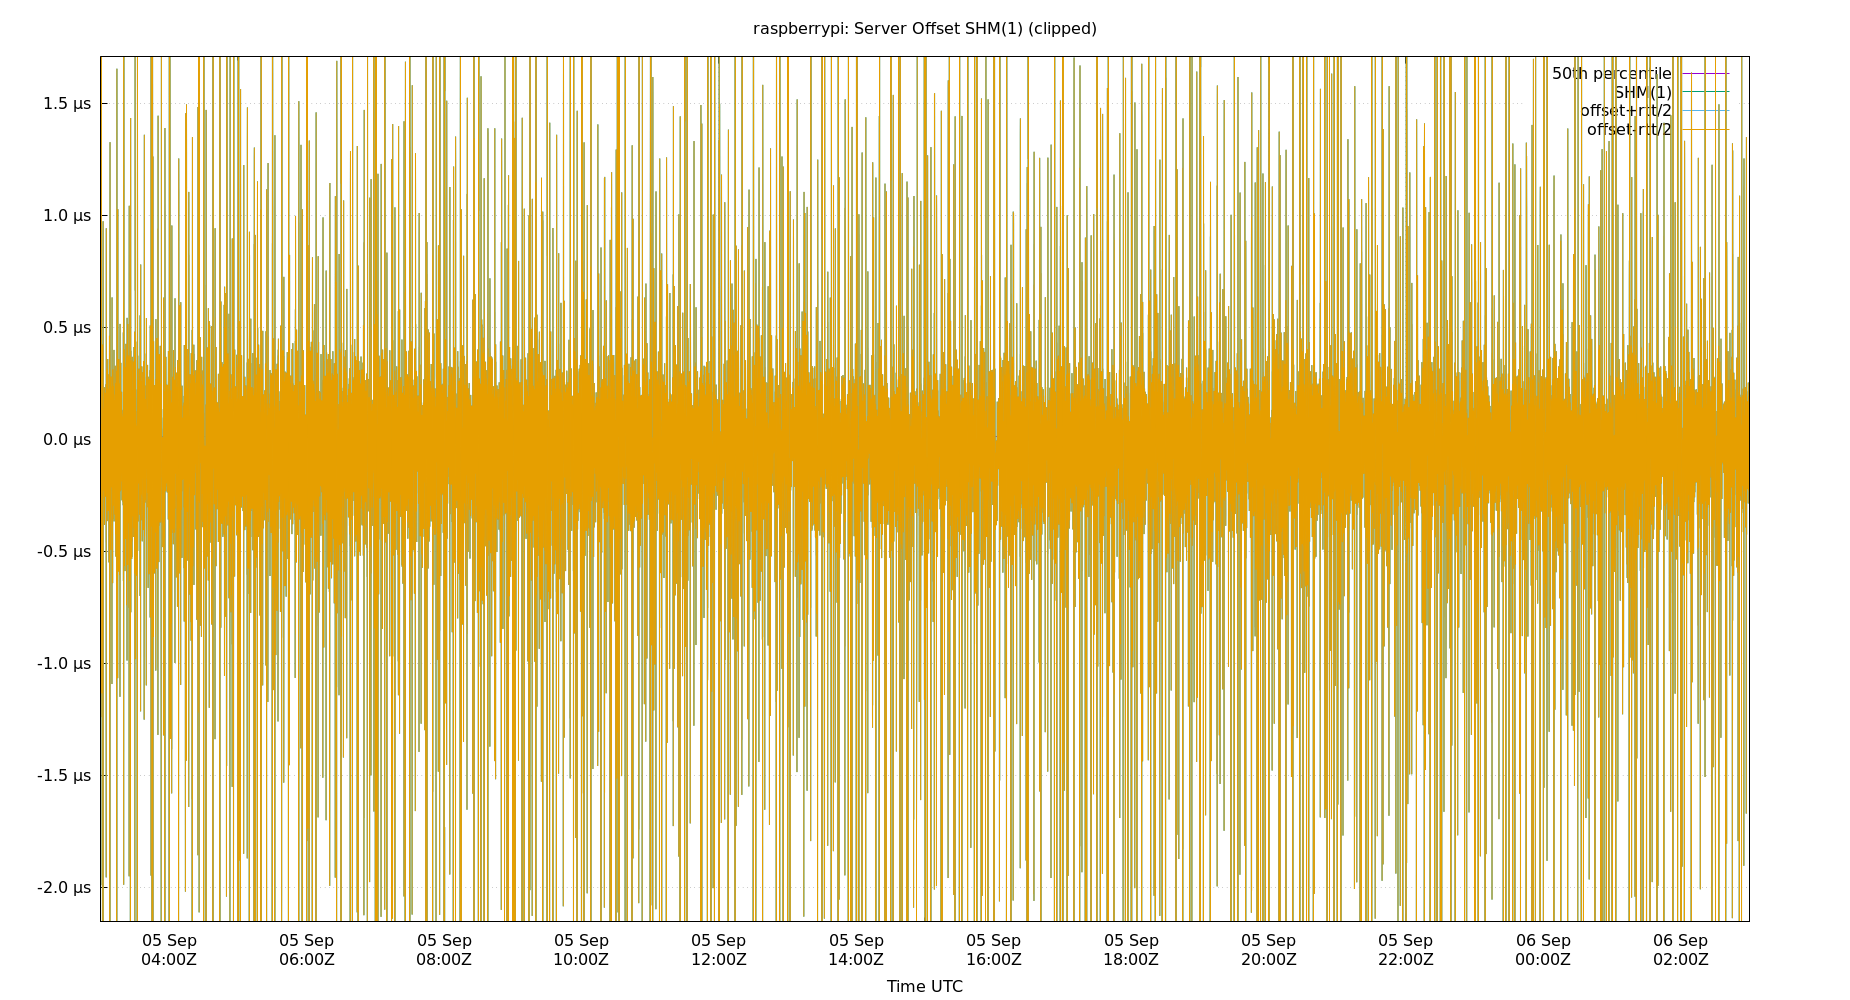 raspberrypi: Server Offset SHM(1) (clipped)
50th percentile
SHM(1)
offset+rtt/2
offset-rtt/2
1.5 µs
1.0 µs
0.5 µs
0.0 µs
-0.5 µs
-1.0 µs
-1.5 µs
-2.0 µs
05 Sep 05 Sep 05 Sep 05 Sep 05 Sep 05 Sep 05 Sep 05 Sep 05 Sep 05 Sep 06 Sep 06 Sep
04:00Z 06:00Z 08:00Z 10:00Z 12:00Z 14:00Z 16:00Z 18:00Z 20:00Z 22:00Z 00:00Z 02:00Z
Time UTC